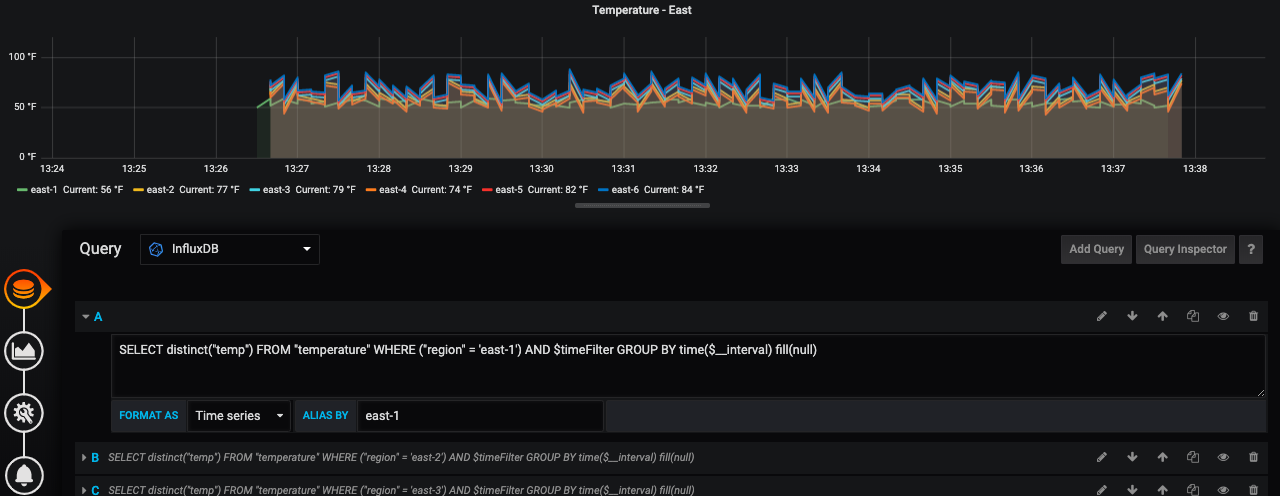 Temperature - East
100 °F
50 °F
0 °F
13:24 13:25 13:26 13:27 13:28 13:29 13:30 13:31 13:32 13:33 13:34 13:35 13:36 13:37 13:38
east-1 Current: 56 °F east-2 Current: 77 °F east-3 Current: 79 °F east-4 Current: 74 °F east-5 Current: 82 °F east-6 Current: 84 °F
Query InfluxDB Add Query Query Inspector ?
A
SELECT distinct("temp") FROM "temperature" WHERE ("region" = 'east-1') AND $timeFilter GROUP BY time($__interval) fill(null)
FORMAT AS Time series ALIAS BY east-1
B SELECT distinct("temp") FROM "temperature" WHERE ("region" = 'east-2') AND $timeFilter GROUP BY time($__interval) fill(null)
C SELECT distinct("temp") FROM "temperature" WHERE ("region" = 'east-3') AND $timeFilter GROUP BY time($__interval) fill(null)